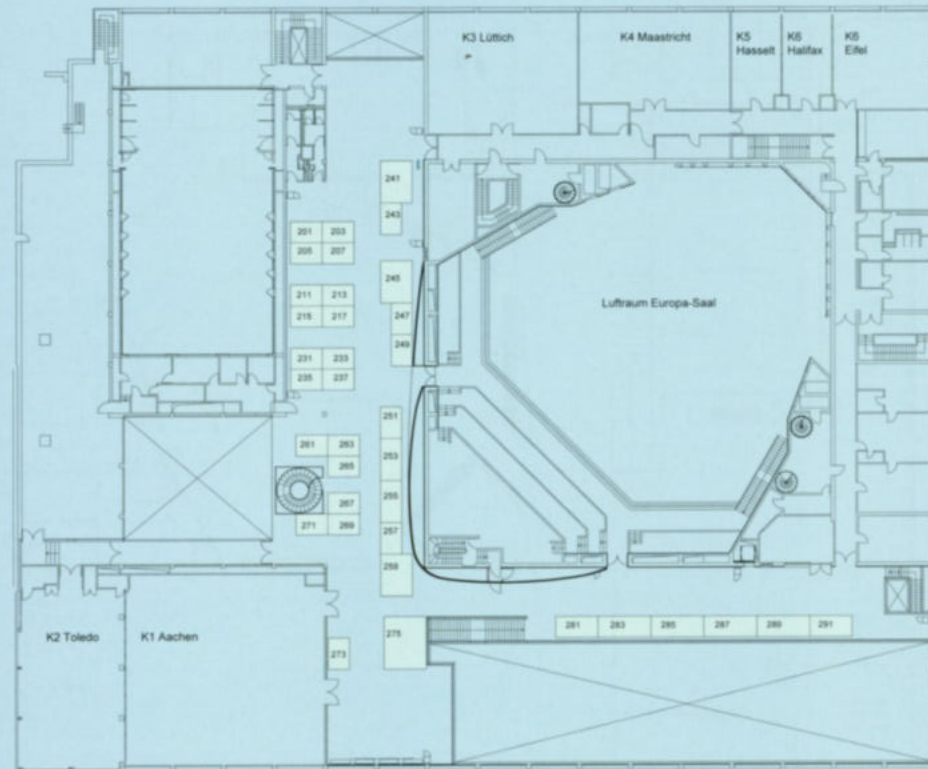 K3 Lüttich
K4 Maastricht
K5
Hasselt
K6
Halifax
K6
Eifel
241
243
201 203
205 207
245
211 213
215 217
247
249
231 233
235 237
Luftraum Europa-Saal
251
261 263
253
265
255
267
271 269
257
259
K2 Toledo
K1 Aachen
273
275
281 283 285 287 289 291